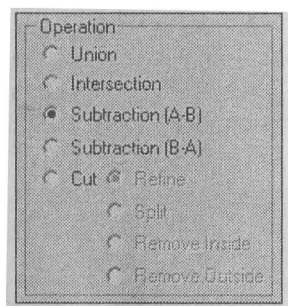 Operation
Union
Intersection
Subtraction (A-B)
Subtraction (B-A)
Cut Refine
Split
Remove Inside
Remove Outside